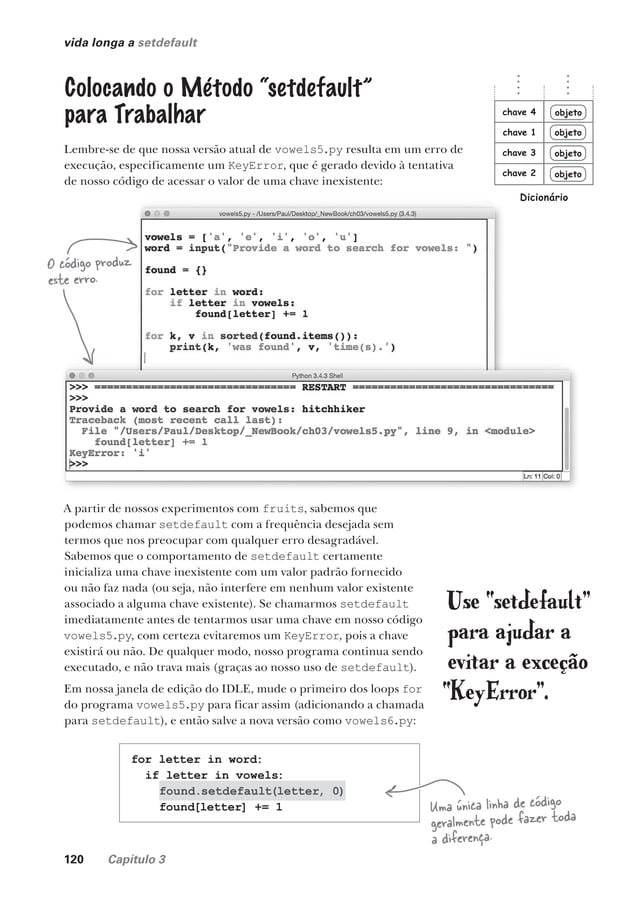 vida longa a setdefault
Colocando o Método “setdefault”
para Trabalhar
Lembre-se de que nossa versão atual de vowels5.py resulta em um erro de
execução, especificamente um KeyError, que é gerado devido à tentativa
de nosso código de acessar o valor de uma chave inexistente:
chave 4 objeto
chave 1 objeto
chave 3 objeto
chave 2 objeto
Dicionário
vowels5.py - /Users/Paul/Desktop/_NewBook/ch03/vowels5.py (3.4.3)
vowels = ['a', 'e', 'i', 'o', 'u']
word = input("Provide a word to search for vowels: ")
found = {}
for letter in word:
    if letter in vowels:
        found[letter] += 1
for k, v in sorted(found.items()):
    print(k, 'was found', v, 'time(s).')
O código produz
este erro.
Python 3.4.3 Shell
>>> ================================ RESTART ================================
>>>
Provide a word to search for vowels: hitchhiker
Traceback (most recent call last):
  File "/Users/Paul/Desktop/_NewBook/ch03/vowels5.py", line 9, in <module>
    found[letter] += 1
KeyError: 'i'
>>>
Ln: 11 Col: 0
A partir de nossos experimentos com fruits, sabemos que
podemos chamar setdefault com a frequência desejada sem
termos que nos preocupar com qualquer erro desagradável.
Sabemos que o comportamento de setdefault certamente
inicializa uma chave inexistente com um valor padrão fornecido
ou não faz nada (ou seja, não interfere em nenhum valor existente
associado a alguma chave existente). Se chamarmos setdefault
imediatamente antes de tentarmos usar uma chave em nosso código
vowels5.py, com certeza evitaremos um KeyError, pois a chave
existirá ou não. De qualquer modo, nosso programa continua sendo
executado, e não trava mais (graças ao nosso uso de setdefault).
Em nossa janela de edição do IDLE, mude o primeiro dos loops for
do programa vowels5.py para ficar assim (adicionando a chamada
para setdefault), e então salve a nova versão como vowels6.py:
Use "setdefault"
para ajudar a
evitar a exceção
"KeyError".
for letter in word:
  if letter in vowels:
    found.setdefault(letter, 0)
    found[letter] += 1
Uma única linha de código
geralmente pode fazer toda
a diferença.
120 Capítulo 3